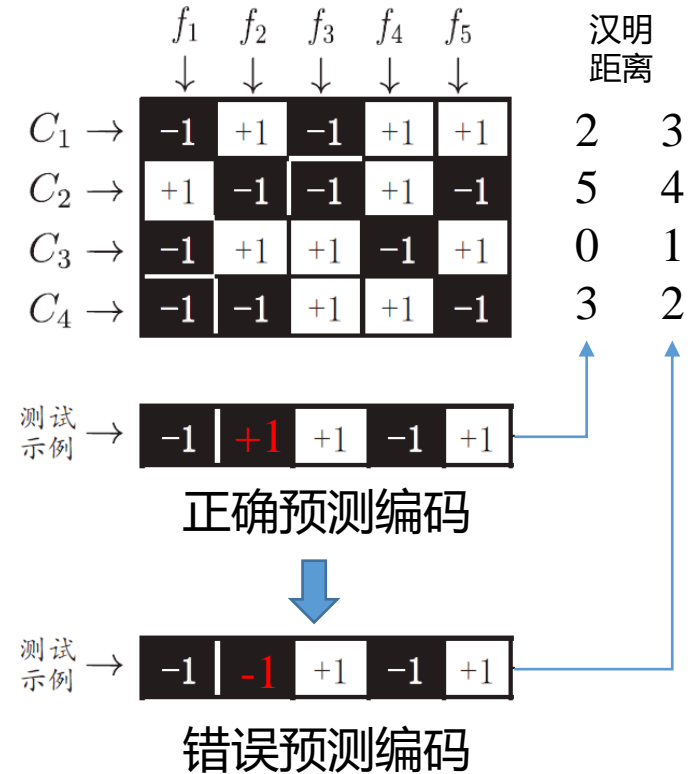 f₁ f₂ f₃ f₄ f₅ 汉明
↓ ↓ ↓ ↓ ↓ 距离
C₁ → −1 +1 −1 +1 +1 2 3
C₂ → +1 −1 −1 +1 −1 5 4
C₃ → −1 +1 +1 −1 +1 0 1
C₄ → −1 −1 +1 +1 −1 3 2
测试
示例 → −1 +1 +1 −1 +1
正确预测编码
测试
示例 → −1 -1 +1 −1 +1
错误预测编码